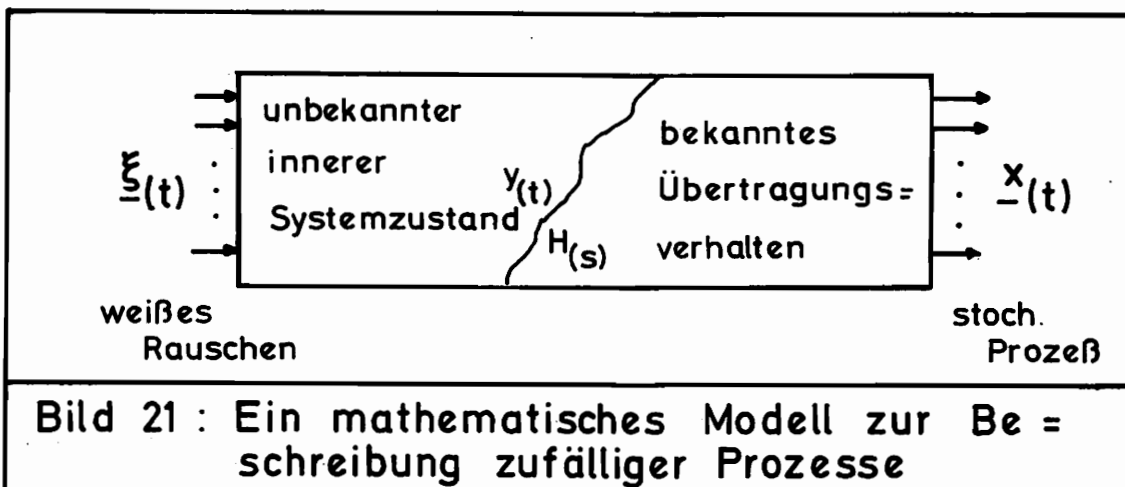 unbekannter
innerer
Systemzustand
y(t)
H(s)
bekanntes
Übertragungs=
verhalten
ξ(t)
x(t)
weißes
Rauschen
stoch.
Prozeß
Bild 21 : Ein mathematisches Modell zur Be =
schreibung zufälliger Prozesse